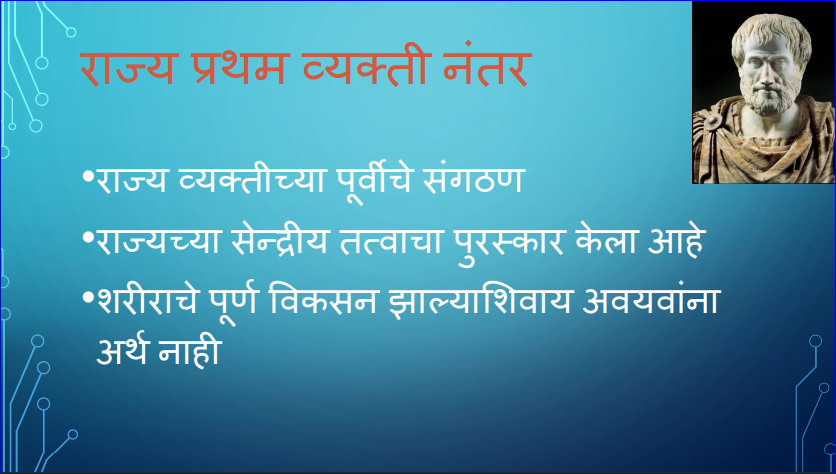 राज्य प्रथम व्यक्ती नंतर
•राज्य व्यक्तीच्या पूर्वीचे संगठण
•राज्यच्या सेन्द्रीय तत्वाचा पुरस्कार केला आहे
•शरीराचे पूर्ण विकसन झाल्याशिवाय अवयवांना
अर्थ नाही